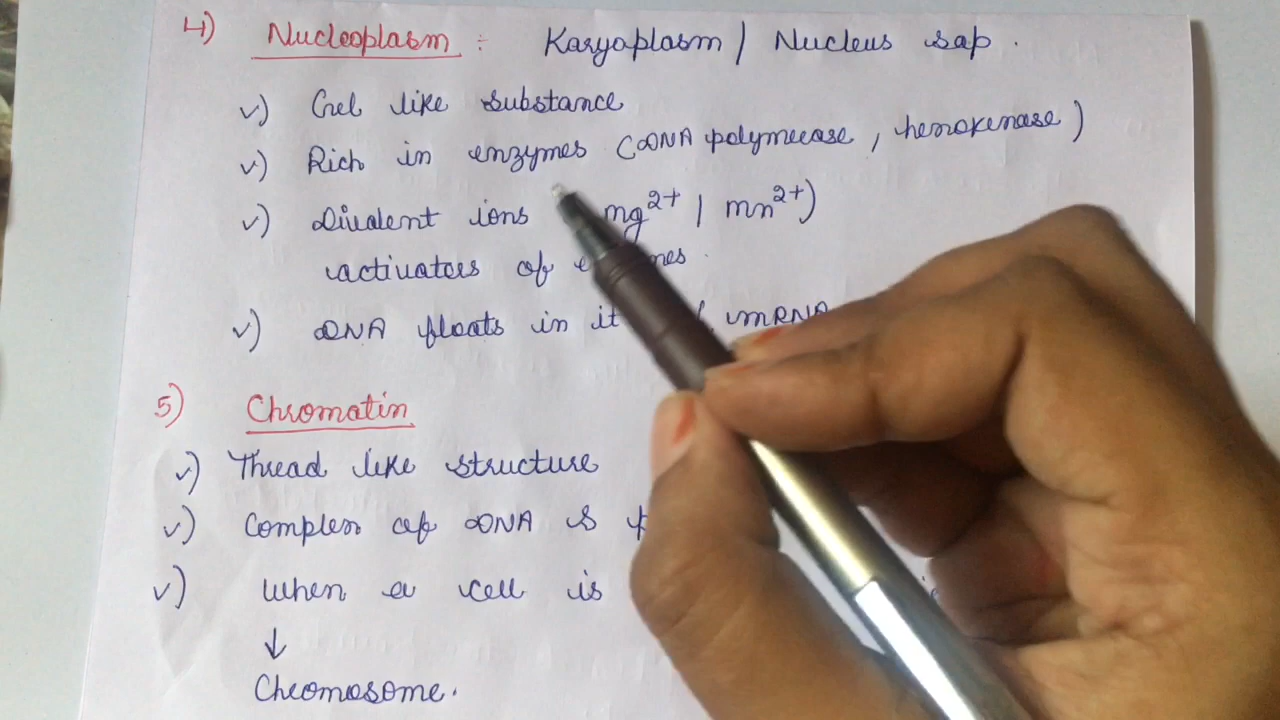 4) Nucleoplasm : Karyoplasm / Nucleus sap.
v) Gel like substance
v) Rich in enzymes (DNA polymerase, hemokenase)
v) Divalent ions mg2+ / mn2+)
activators of
v) DNA floats in it mRNA
5) Chromatin
v) Thread like structure
v) Complex of DNA &
v) When a cell is
↓
Chromosome.